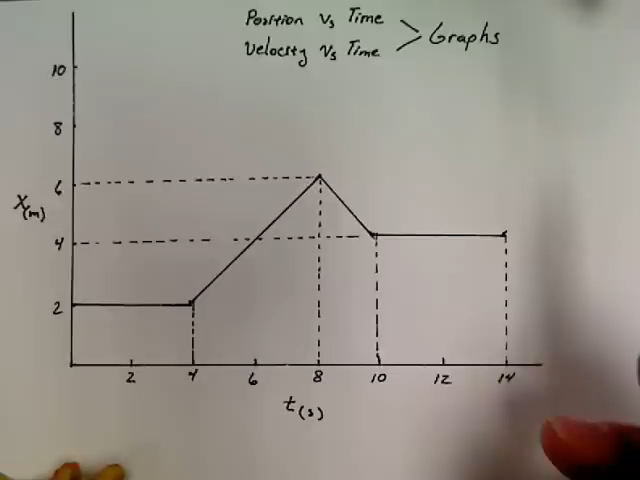 Position Vs Time
Velocity Vs Time > Graphs
10
8
6
X(m)
4
2
2 4 6 8 10 12 14
t(s)